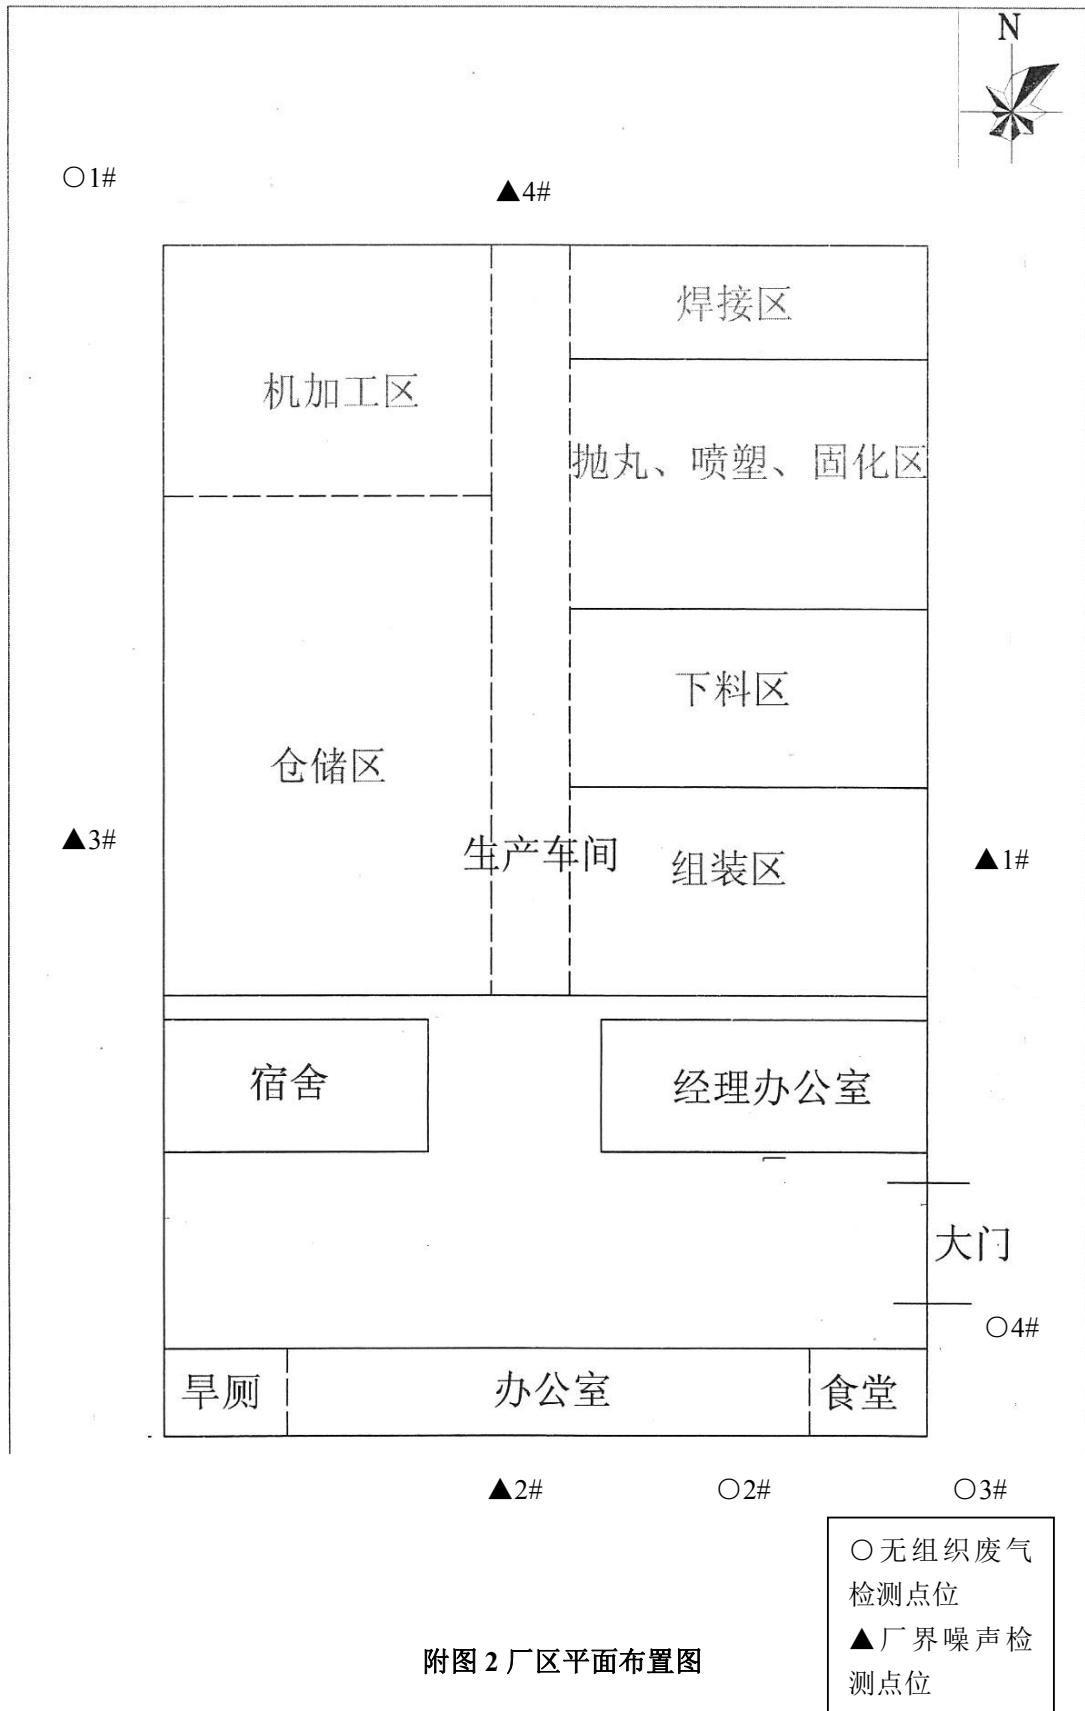 N
○1#
▲4#
焊接区
机加工区
抛丸、喷塑、固化区
下料区
仓储区
▲3#
生产车间
组装区
▲1#
宿舍
经理办公室
大门
○4#
旱厕
办公室
食堂
▲2#
○2#
○3#
○无组织废气
检测点位
▲厂界噪声检
测点位
附图 2 厂区平面布置图